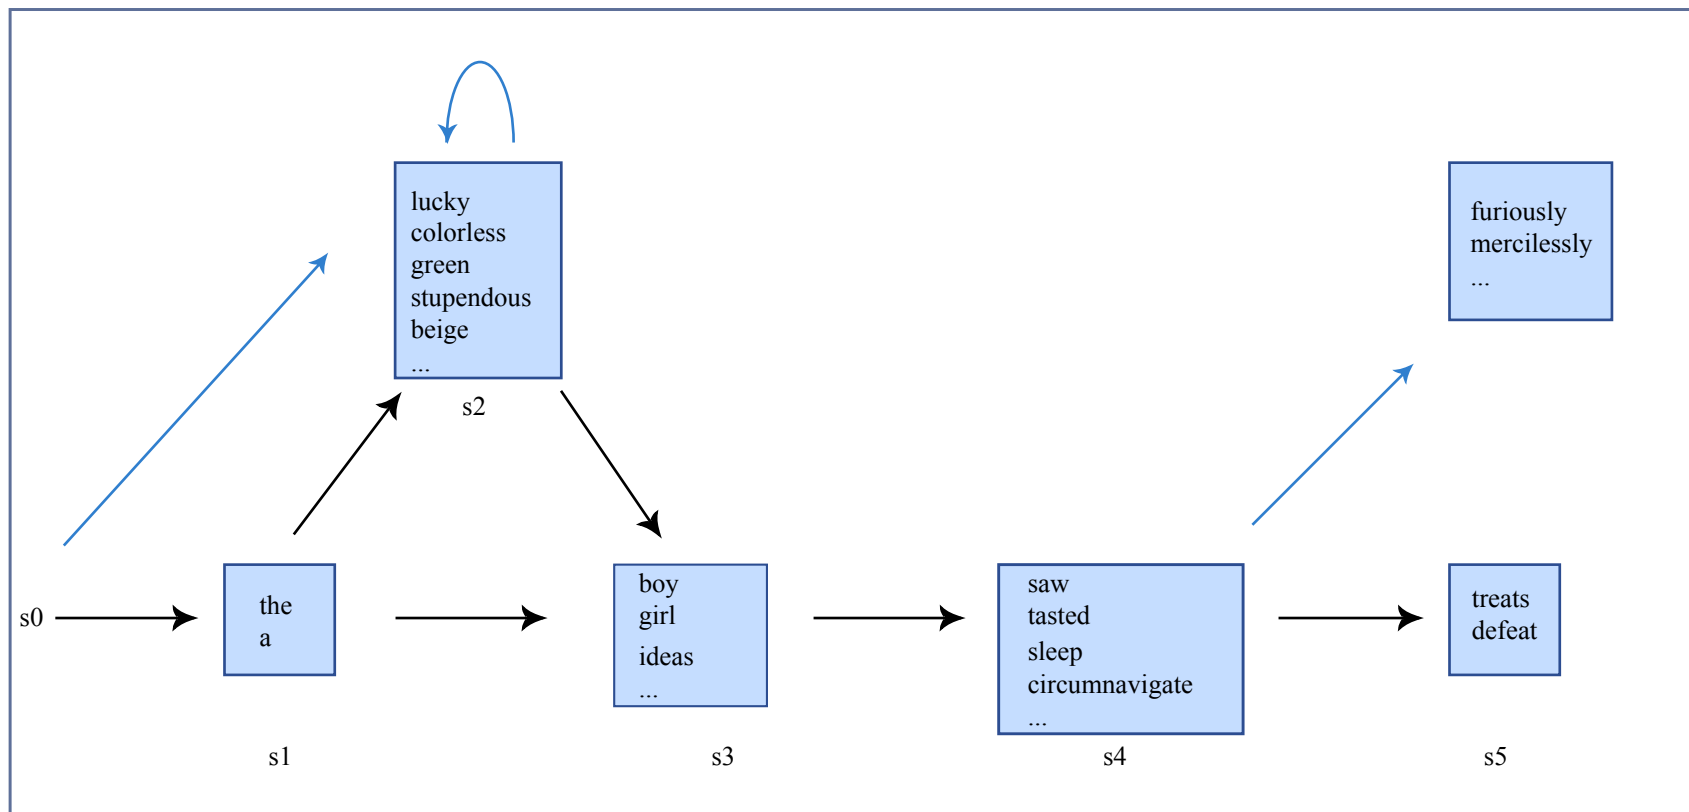 lucky
colorless
green
stupendous
beige
...
s2
furiously
mercilessly
...
s0
the
a
s1
boy
girl
ideas
...
s3
saw
tasted
sleep
circumnavigate
...
s4
treats
defeat
s5